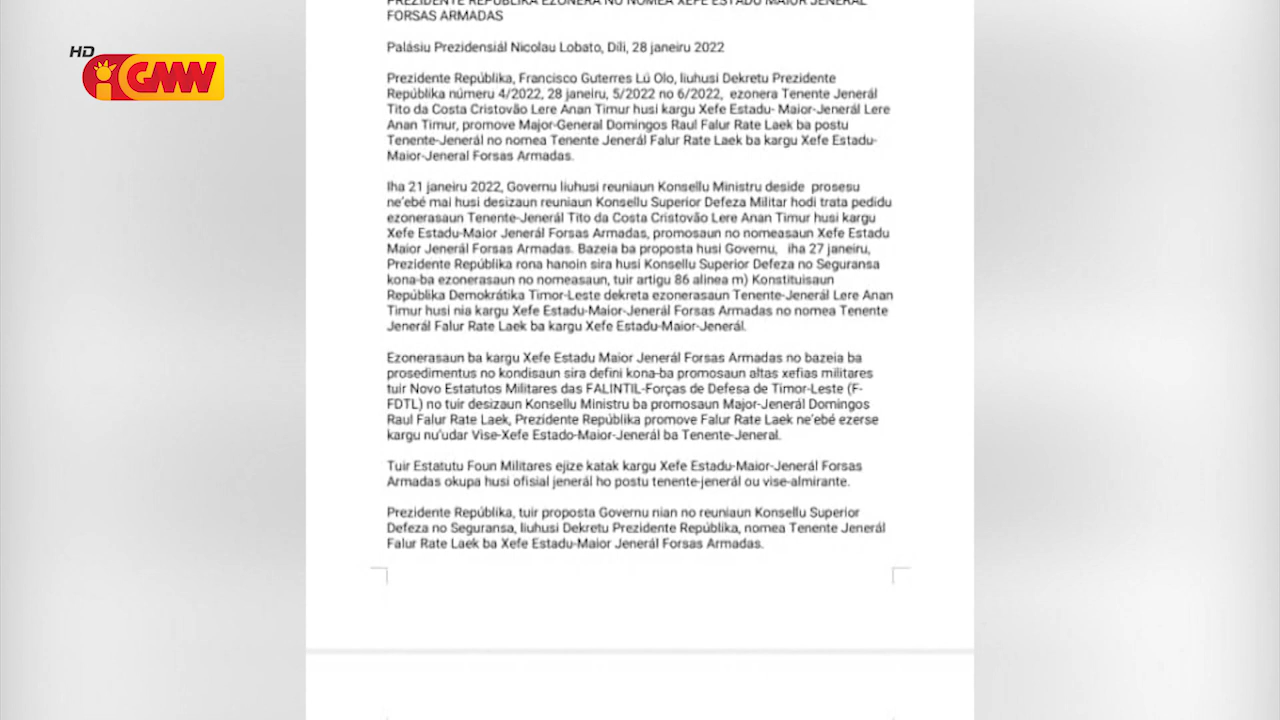 HD
GMN
PREZIDENTE REPÚBLIKA EZONERA NO NOMEA XEFE ESTADU MAIOR JENERÁL
FORSAS ARMADAS
Palásiu Prezidensiál Nicolau Lobato, Díli, 28 janeiru 2022
Prezidente Repúblika, Francisco Guterres Lú Olo, liuhusi Dekretu Prezidente
Repúblika númeru 4/2022, 28 janeiru, 5/2022 no 6/2022,  ezonera Tenente Jenerál
Tito da Costa Cristovão Lere Anan Timur husi kargu Xefe Estadu- Maior-Jenerál Lere
Anan Timur, promove Major-General Domingos Raul Falur Rate Laek ba postu
Tenente-Jenerál no nomea Tenente Jenerál Falur Rate Laek ba kargu Xefe Estadu-
Maior-Jeneral Forsas Armadas.
Iha 21 janeiru 2022, Governu liuhusi reuniaun Konsellu Ministru deside  prosesu
ne'ebé mai husi desizaun reuniaun Konsellu Superior Defeza Militar hodi trata pedidu
ezonerasaun Tenente-Jenerál Tito da Costa Cristovão Lere Anan Timur husi kargu
Xefe Estadu-Maior Jenerál Forsas Armadas, promosaun no nomeasaun Xefe Estadu
Maior Jenerál Forsas Armadas. Bazeia ba proposta husi Governu,   iha 27 janeiru,
Prezidente Repúblika rona hanoin sira husi Konsellu Superior Defeza no Seguransa
kona-ba ezonerasaun no nomeasaun, tuir artigu 86 alinea m) Konstituisaun
Repúblika Demokrátika Timor-Leste dekreta ezonerasaun Tenente-Jenerál Lere Anan
Timur husi nia kargu Xefe Estadu-Maior-Jenerál Forsas Armadas no nomea Tenente
Jenerál Falur Rate Laek ba kargu Xefe Estadu-Maior-Jenerál.
Ezonerasaun ba kargu Xefe Estadu Maior Jenerál Forsas Armadas no bazeia ba
prosedimentus no kondisaun sira defini kona-ba promosaun altas xefias militares
tuir Novo Estatutos Militares das FALINTIL-Forças de Defesa de Timor-Leste (F-
FDTL) no tuir desizaun Konsellu Ministru ba promosaun Major-Jenerál Domingos
Raul Falur Rate Laek, Prezidente Repúblika promove Falur Rate Laek ne'ebé ezerse
kargu nu'udar Vise-Xefe Estado-Maior-Jenerál ba Tenente-Jeneral.
Tuir Estatutu Foun Militares ejize katak kargu Xefe Estadu-Maior-Jenerál Forsas
Armadas okupa husi ofisial jenerál ho postu tenente-jenerál ou vise-almirante.
Prezidente Repúblika, tuir proposta Governu nian no reuniaun Konsellu Superior
Defeza no Seguransa, liuhusi Dekretu Prezidente Repúblika, nomea Tenente Jenerál
Falur Rate Laek ba Xefe Estadu-Maior Jenerál Forsas Armadas.